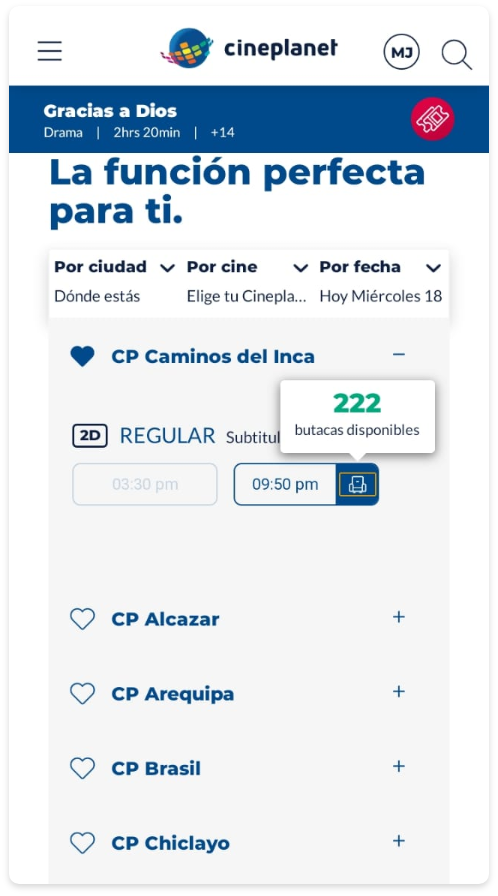 cineplanet
MJ
Gracias a Dios
Drama | 2hrs 20min | +14
La función perfecta
para ti.
Por ciudad Por cine Por fecha
Dónde estás Elige tu Cinepla... Hoy Miércoles 18
CP Caminos del Inca
222
butacas disponibles
2D REGULAR Subtitul
03:30 pm 09:50 pm
CP Alcazar
CP Arequipa
CP Brasil
CP Chiclayo